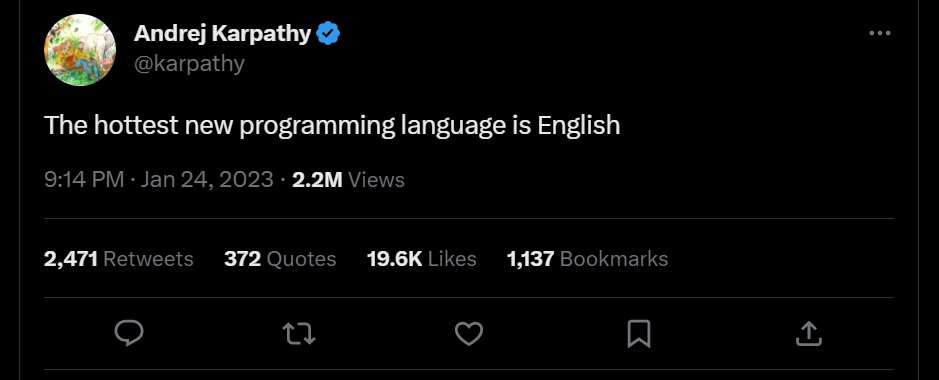 Andrej Karpathy
@karpathy
The hottest new programming language is English
9:14 PM · Jan 24, 2023 · 2.2M Views
2,471 Retweets 372 Quotes 19.6K Likes 1,137 Bookmarks